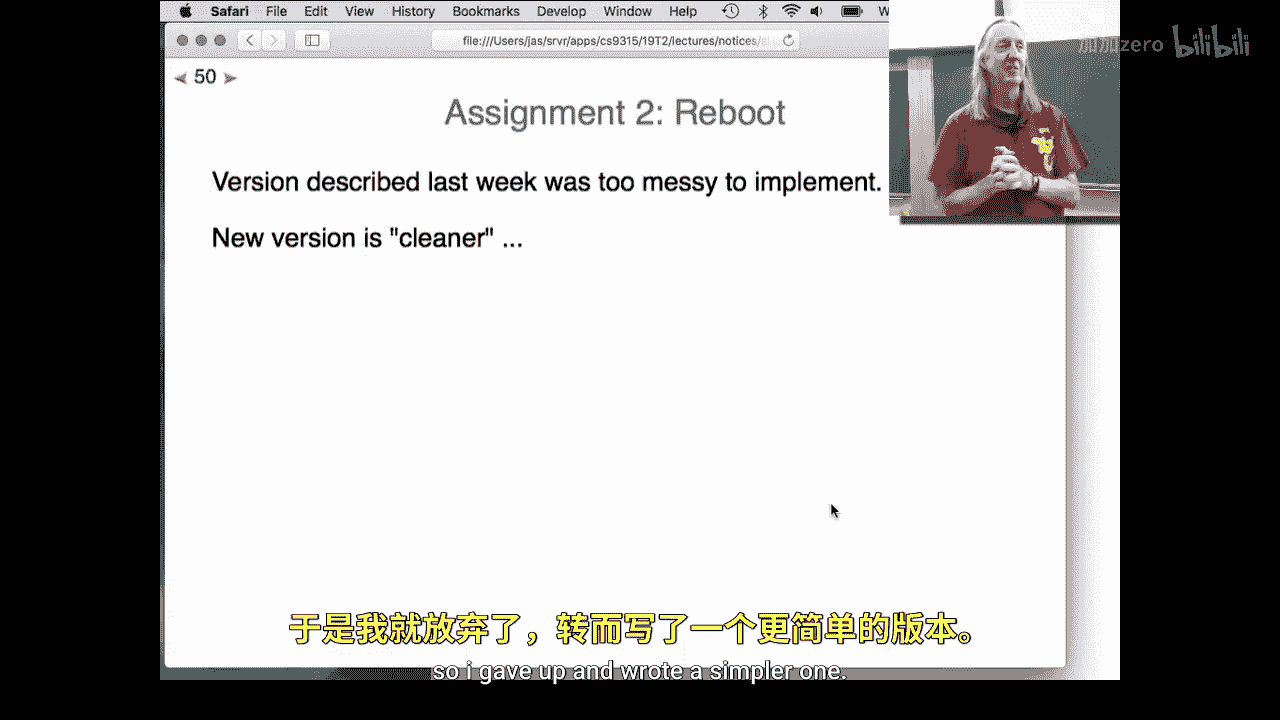 Safari File Edit View History Bookmarks Develop Window Help W
file:///Users/jas/srvr/apps/cs9315/19T2/lectures/notices/
加加zero bilibili
50
Assignment 2: Reboot
Version described last week was too messy to implement.
New version is "cleaner" ...
于是我就放弃了，转而写了一个更简单的版本。
so i gave up and wrote a simpler one.